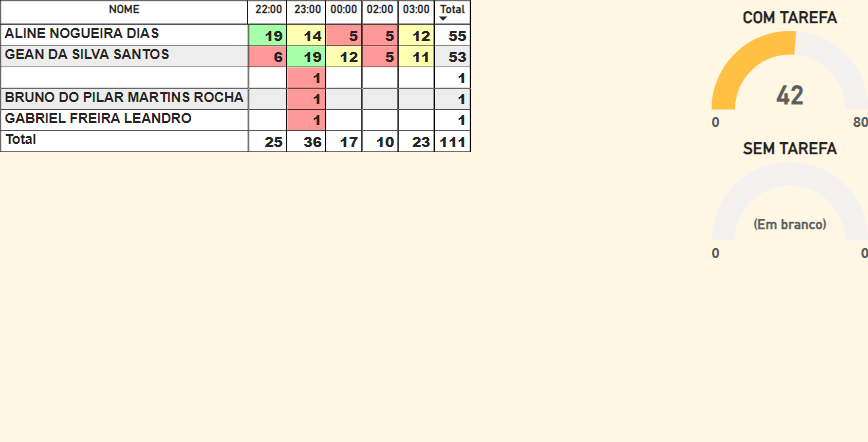 NOME 22:00 23:00 00:00 02:00 03:00 Total
ALINE NOGUEIRA DIAS 19 14 5 5 12 55
GEAN DA SILVA SANTOS 6 19 12 5 11 53
1 1
BRUNO DO PILAR MARTINS ROCHA 1 1
GABRIEL FREIRA LEANDRO 1 1
Total 25 36 17 10 23 111
COM TAREFA
42
0 80
SEM TAREFA
(Em branco)
0 0